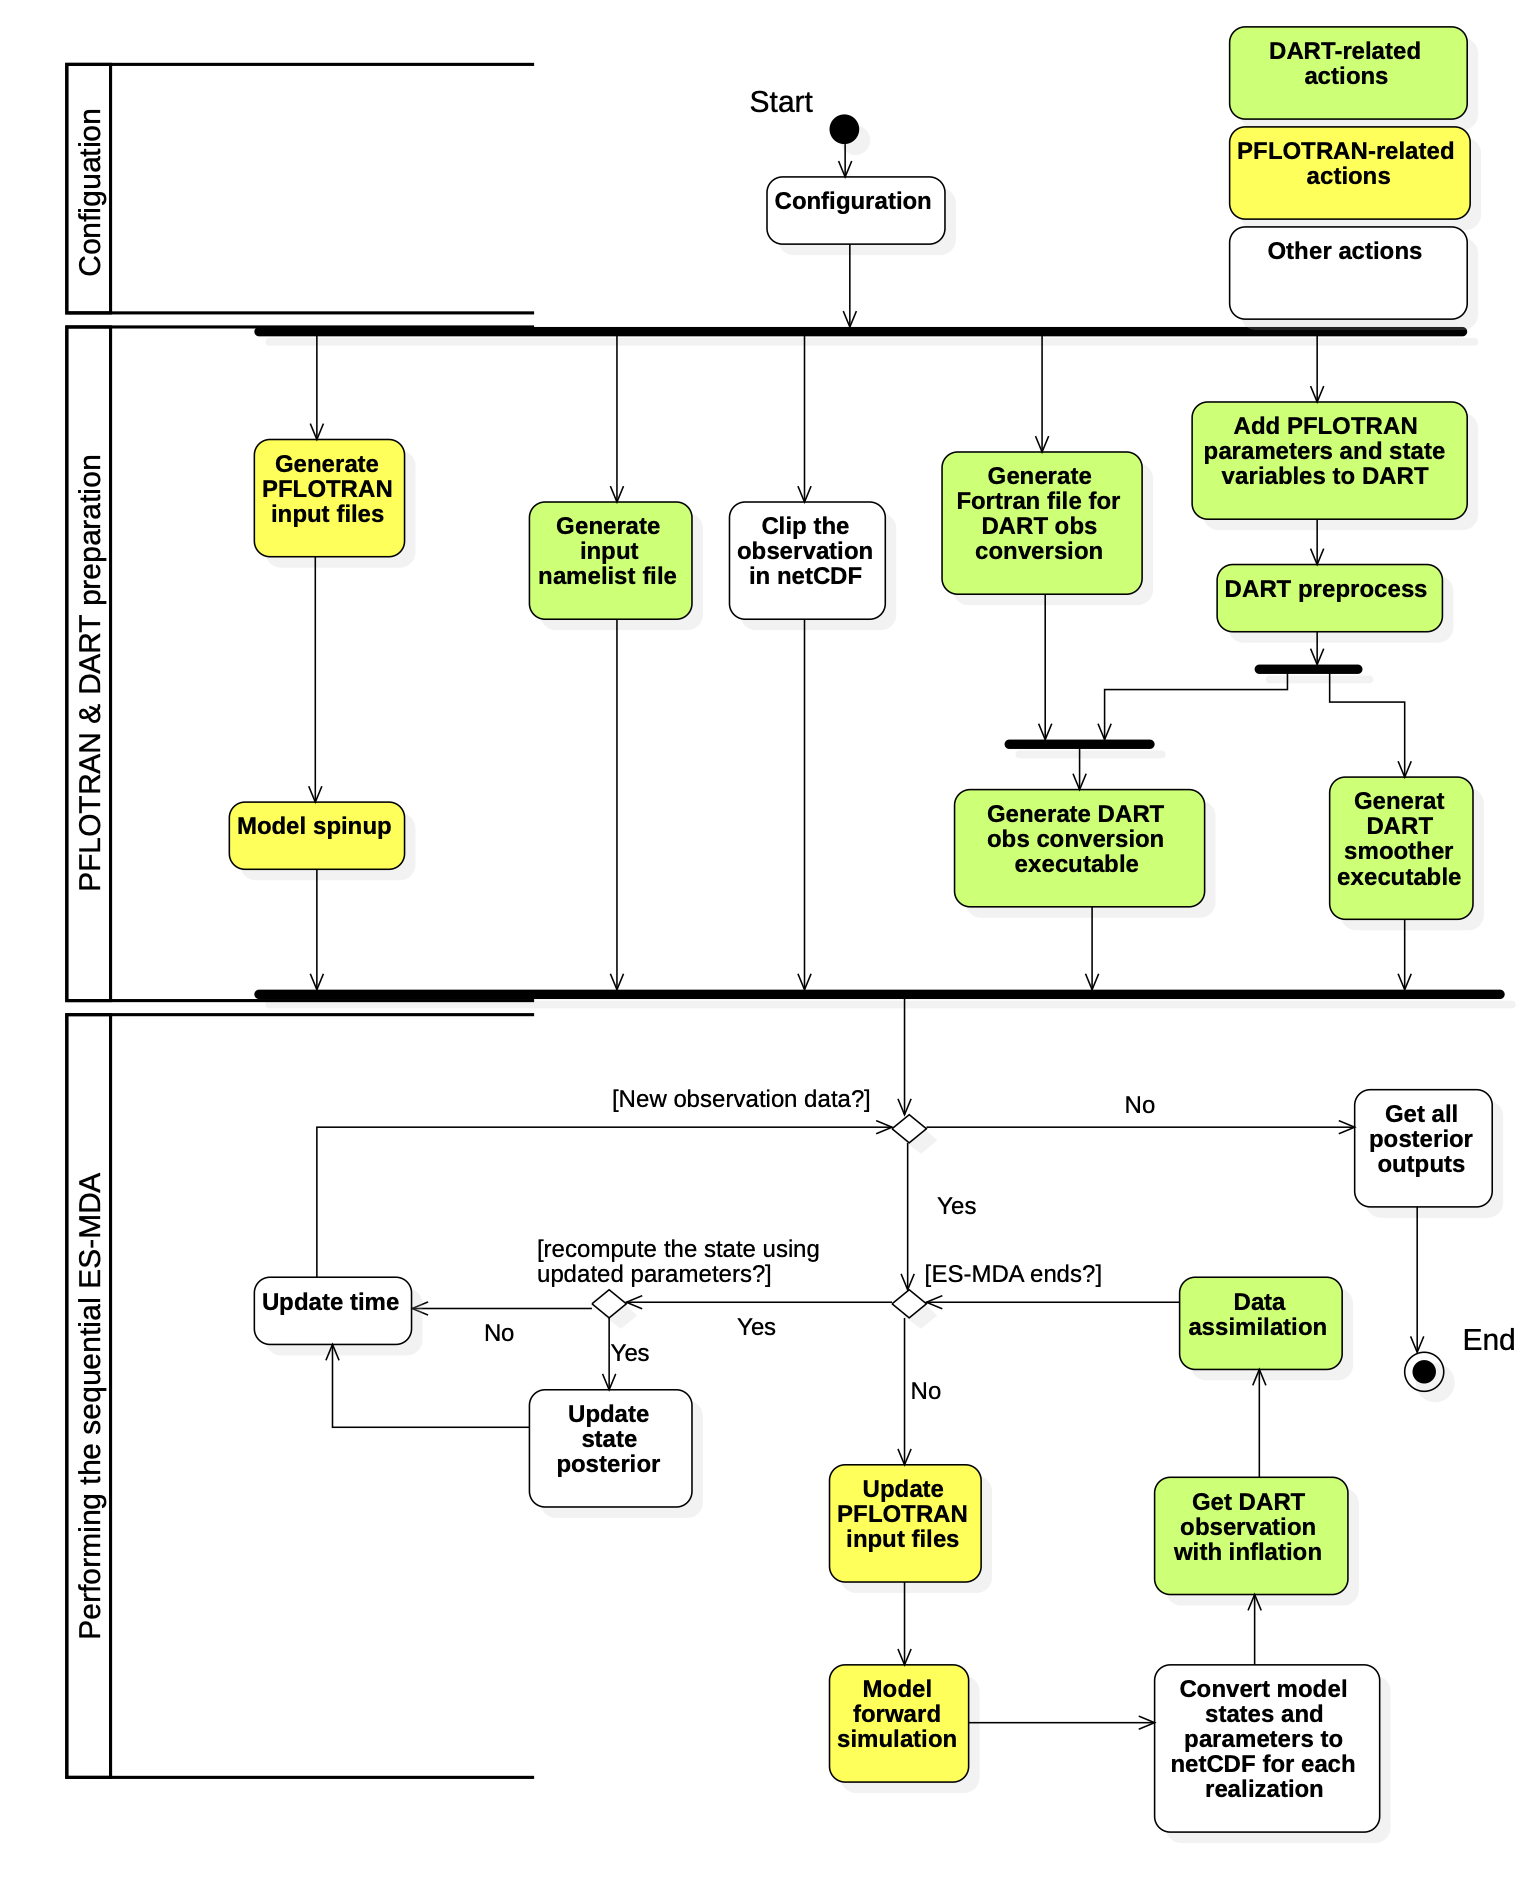 DART-related
actions
PFLOTRAN-related
actions
Other actions
Configuation
Start
Configuration
PFLOTRAN & DART preparation
Generate
PFLOTRAN
input files
Model spinup
Generate
input
namelist file
Clip the
observation
in netCDF
Generate
Fortran file for
DART obs
conversion
Add PFLOTRAN
parameters and state
variables to DART
DART preprocess
Generate DART
obs conversion
executable
Generat
DART
smoother
executable
Performing the sequential ES-MDA
[New observation data?]
No
Get all
posterior
outputs
Yes
End
[recompute the state using
updated parameters?]
[ES-MDA ends?]
Data
assimilation
Update time
No
Yes
Yes
No
Update
state
posterior
Update
PFLOTRAN
input files
Get DART
observation
with inflation
Model
forward
simulation
Convert model
states and
parameters to
netCDF for each
realization